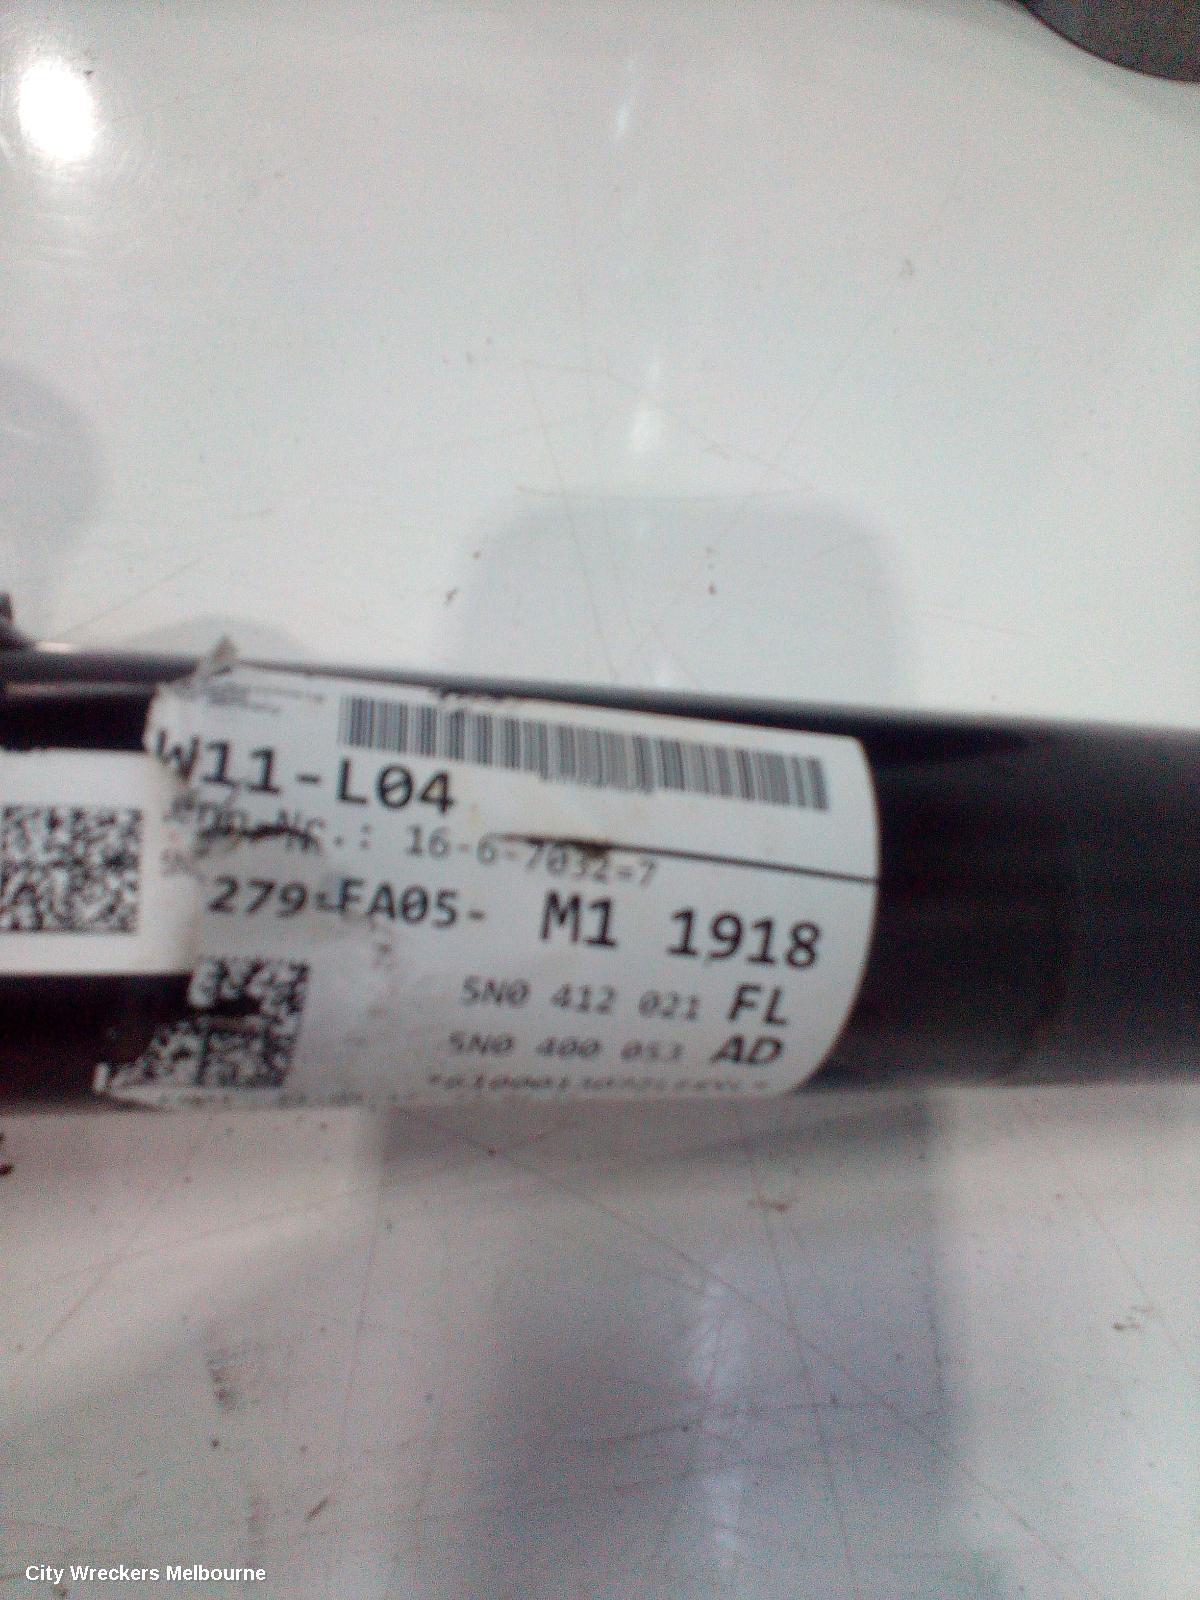 W11-L04
16-6-7032-7
279-FA05- M1 1918
5N0 412 021 FL
5N0 400 053 AD
City Wreckers Melbourne